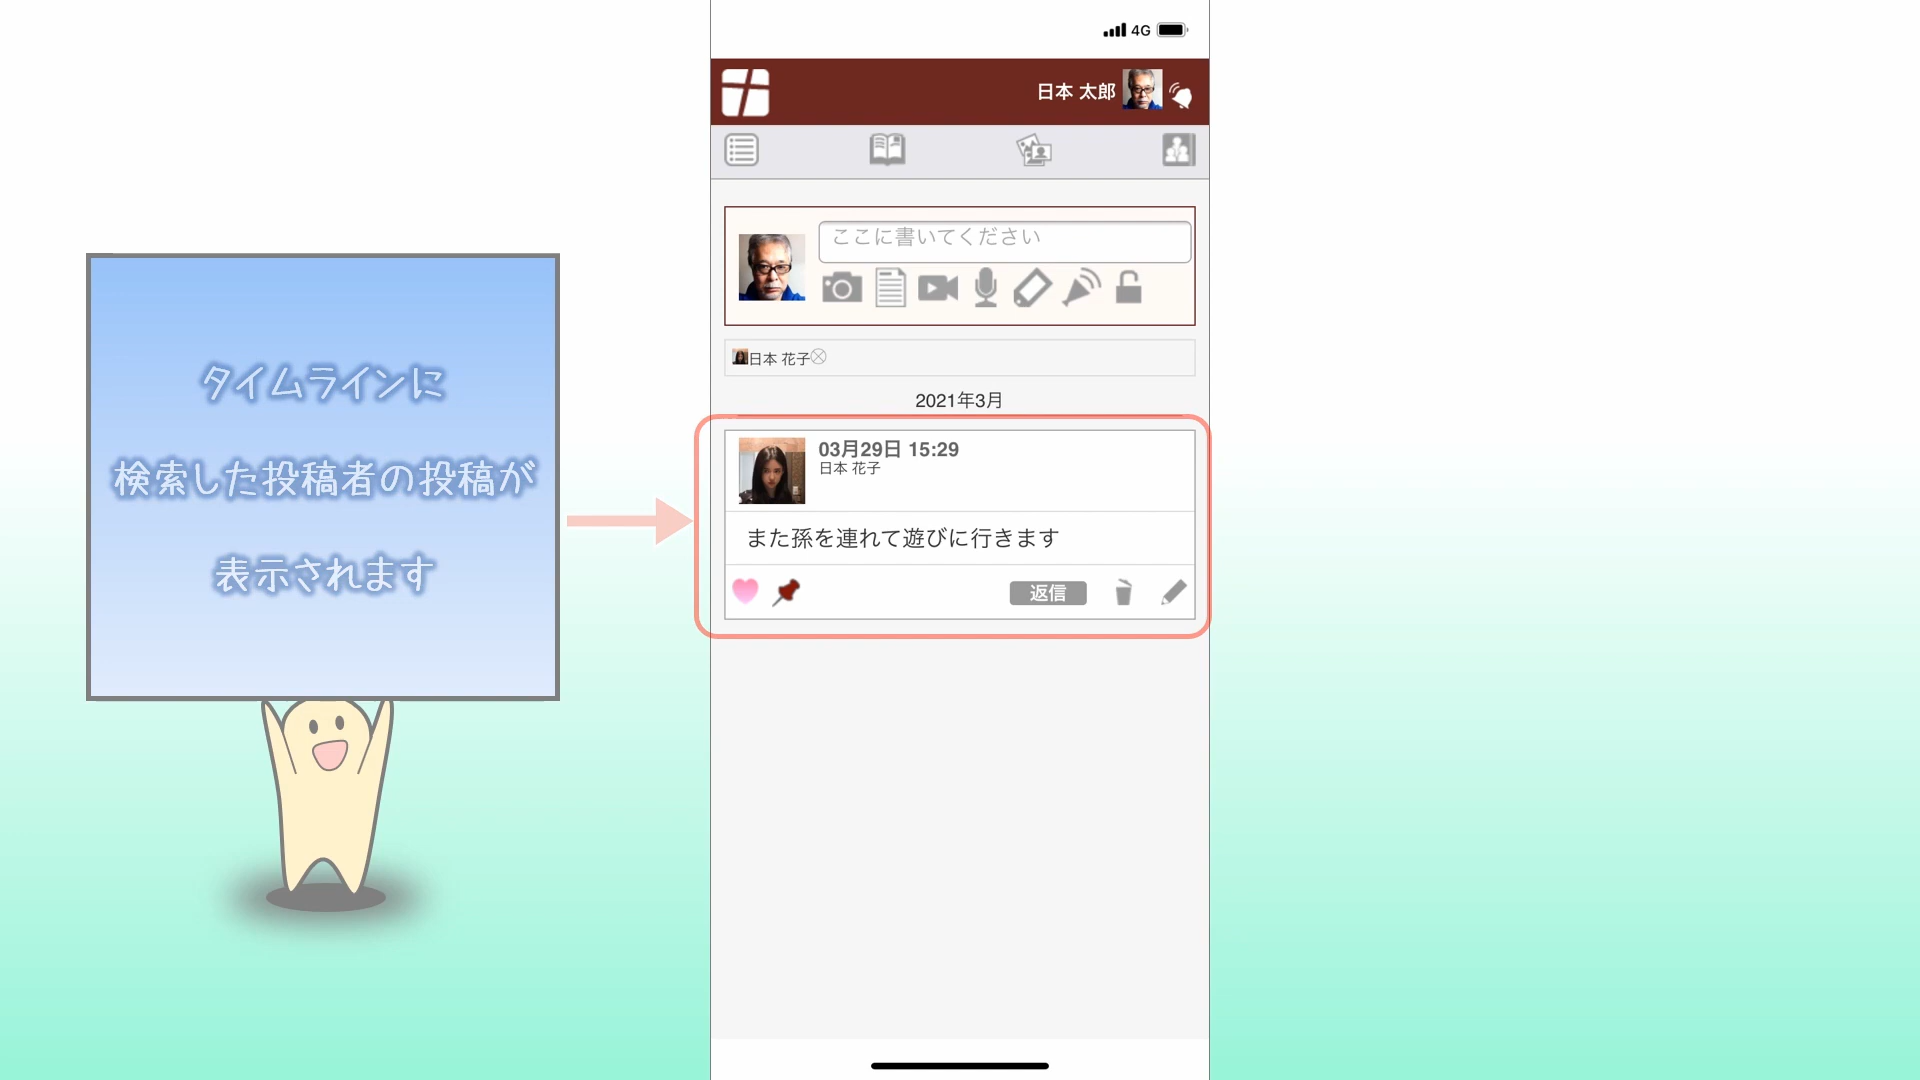 タイムラインに
検索した投稿者の投稿が
表示されます
4G
日本 太郎
ここに書いてください
日本 花子
2021年3月
03月29日 15:29
日本 花子
また孫を連れて遊びに行きます
返信